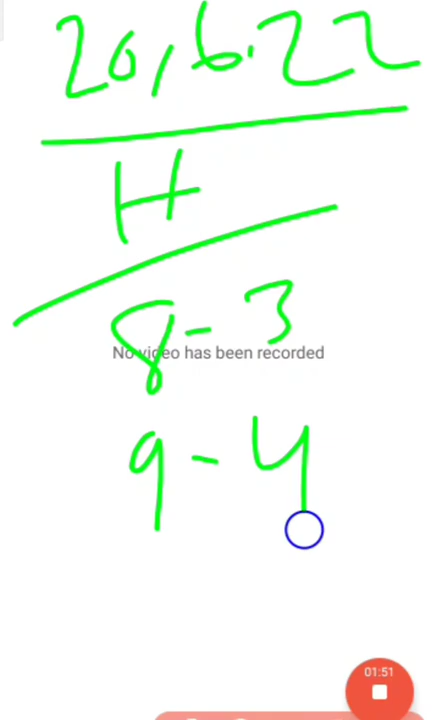 20,6.22
H
8-3
No video has been recorded
9-4
01:51